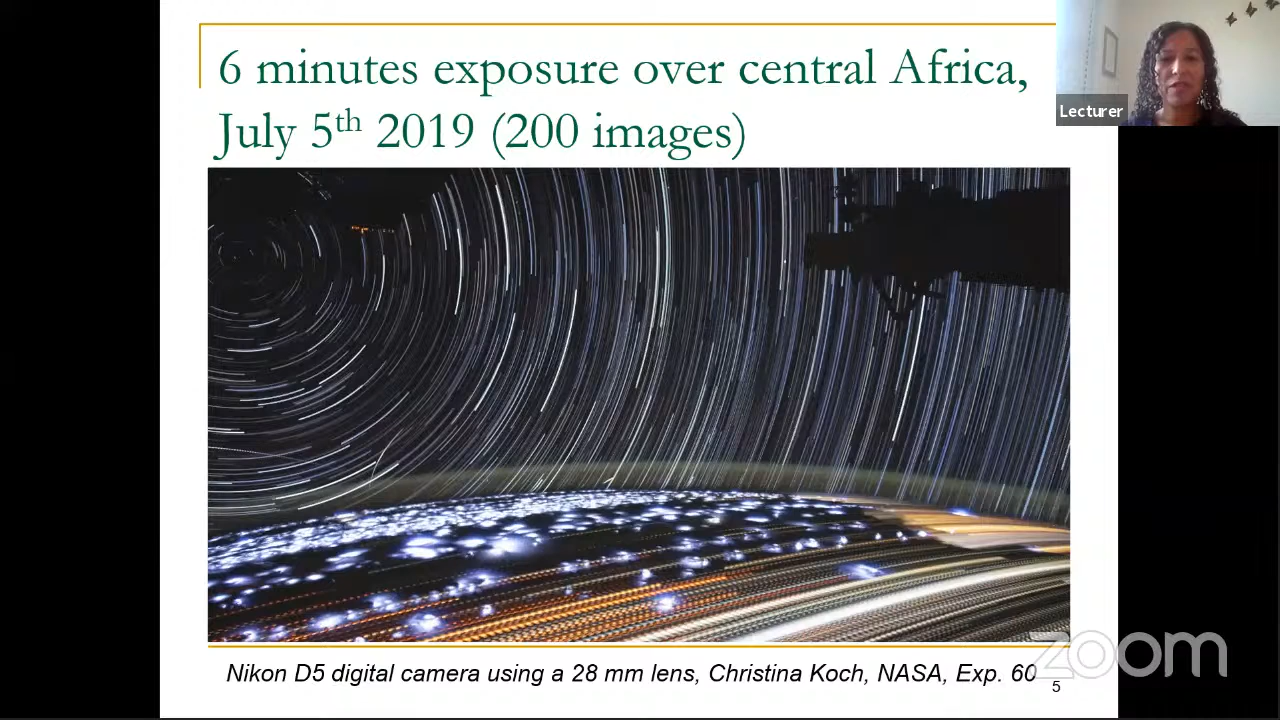 6 minutes exposure over central Africa,
July 5th 2019 (200 images)
Lecturer
Nikon D5 digital camera using a 28 mm lens, Christina Koch, NASA, Exp. 60
5
zoom